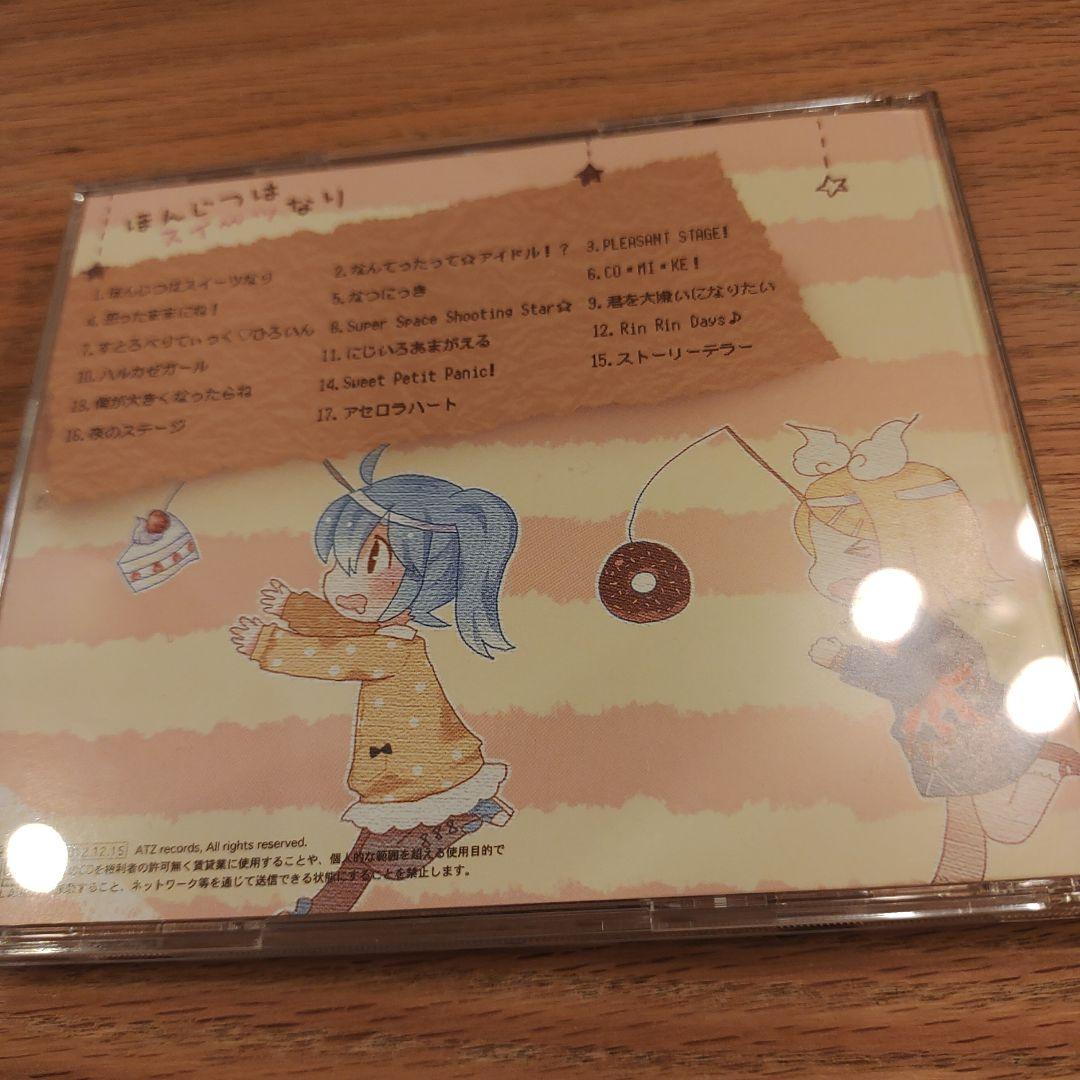 ほんじつは
スイーツ なり
1. ほんじつはスイーツなり 2. なんてったって☆アイドル！？ 3. PLEASANT STAGE!
4. 思ったままにね! 5. なつにっき 6. CO*MI*KE!
7. すとろべりてぃっく♡ひろいん 8. Super Space Shooting Star☆ 9. 君を大嫌いになりたい
10. ハルカゼガール 11. にじいろあまがえる 12. Rin Rin Days♪
13. 僕が大きくなったらね 14. Sweet Petit Panic! 15. ストーリーテラー
16. 夜のステージ 17. アセロラハート
12.12.15 ATZ records, All rights reserved.
CDを権利者の許可無く賃貸業に使用することや、個人的な範囲を超える使用目的で
すること、ネットワーク等を通じて送信できる状態にすることを禁止します。